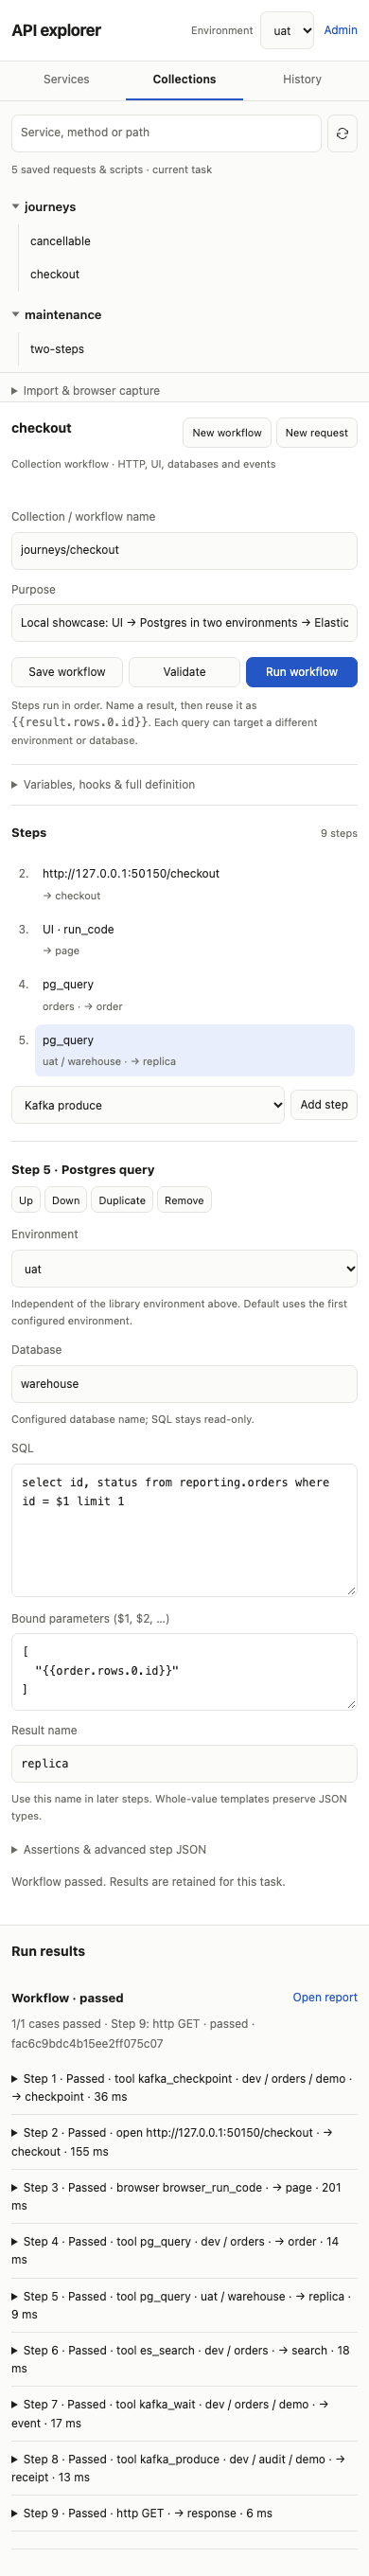 API explorer
Environment
uat
Admin
Services
Collections
History
Service, method or path
5 saved requests & scripts · current task
journeys
cancellable
checkout
maintenance
two-steps
Import & browser capture
checkout
New workflow
New request
Collection workflow · HTTP, UI, databases and events
Collection / workflow name
journeys/checkout
Purpose
Local showcase: UI → Postgres in two environments → Elastic
Save workflow
Validate
Run workflow
Steps run in order. Name a result, then reuse it as
{{result.rows.0.id}}. Each query can target a different
environment or database.
Variables, hooks & full definition
Steps
9 steps
2. http://127.0.0.1:50150/checkout
→ checkout
3. UI · run_code
→ page
4. pg_query
orders · → order
5. pg_query
uat / warehouse · → replica
Kafka produce
Add step
Step 5 · Postgres query
Up
Down
Duplicate
Remove
Environment
uat
Independent of the library environment above. Default uses the first
configured environment.
Database
warehouse
Configured database name; SQL stays read-only.
SQL
select id, status from reporting.orders where
id = $1 limit 1
Bound parameters ($1, $2, …)
[
"{{order.rows.0.id}}"
]
Result name
replica
Use this name in later steps. Whole-value templates preserve JSON
types.
Assertions & advanced step JSON
Workflow passed. Results are retained for this task.
Run results
Workflow · passed
Open report
1/1 cases passed · Step 9: http GET · passed ·
fac6c9bdc4b15ee2ff075c07
Step 1 · Passed · tool kafka_checkpoint · dev / orders / demo ·
→ checkpoint · 36 ms
Step 2 · Passed · open http://127.0.0.1:50150/checkout · →
checkout · 155 ms
Step 3 · Passed · browser browser_run_code · → page · 201
ms
Step 4 · Passed · tool pg_query · dev / orders · → order · 14
ms
Step 5 · Passed · tool pg_query · uat / warehouse · → replica ·
9 ms
Step 6 · Passed · tool es_search · dev / orders · → search · 18
ms
Step 7 · Passed · tool kafka_wait · dev / orders / demo · →
event · 17 ms
Step 8 · Passed · tool kafka_produce · dev / audit / demo · →
receipt · 13 ms
Step 9 · Passed · http GET · → response · 6 ms